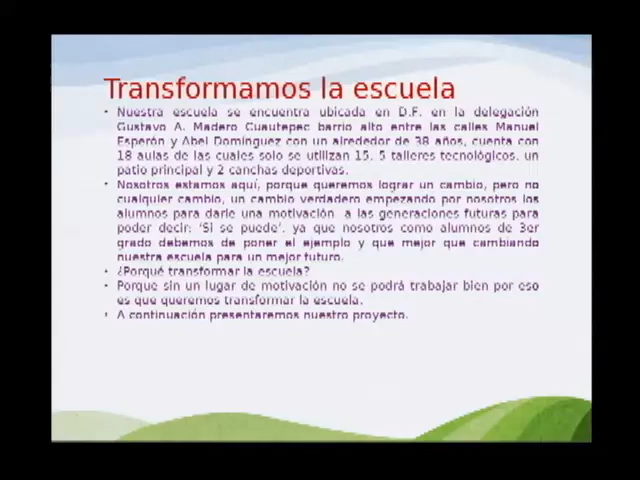 Transformamos la escuela
• Nuestra escuela se encuentra ubicada en D.F. en la delegación
Gustavo A. Madero Cuautepec barrio alto entre las calles Manuel
Esperón y Abel Domínguez con un alrededor de 38 años, cuenta con
18 aulas de las cuales solo se utilizan 15, 5 talleres tecnológicos, un
patio principal y 2 canchas deportivas.
• Nosotros estamos aquí, porque queremos lograr un cambio, pero no
cualquier cambio, un cambio verdadero empezando por nosotros los
alumnos para darle una motivación a las generaciones futuras para
poder decir: 'Si se puede', ya que nosotros como alumnos de 3er
grado debemos de poner el ejemplo y que mejor que cambiando
nuestra escuela para un mejor futuro.
• ¿Porqué transformar la escuela?
• Porque sin un lugar de motivación no se podrá trabajar bien por eso
es que queremos transformar la escuela.
• A continuación presentaremos nuestro proyecto.